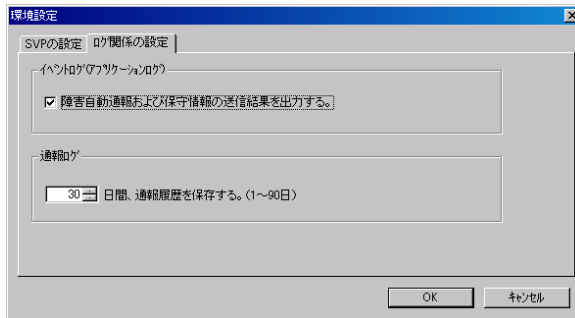 環境設定
SVPの設定
ﾛｸﾞ関係の設定
ｲﾍﾞﾝﾄﾛｸﾞ(ｱﾌﾟﾘｹｰｼｮﾝﾛｸﾞ)
障害自動通報および保守情報の送信結果を出力する。
通報ﾛｸﾞ
30 日間、通報履歴を保存する。(1～90日)
OK
ｷｬﾝｾﾙ